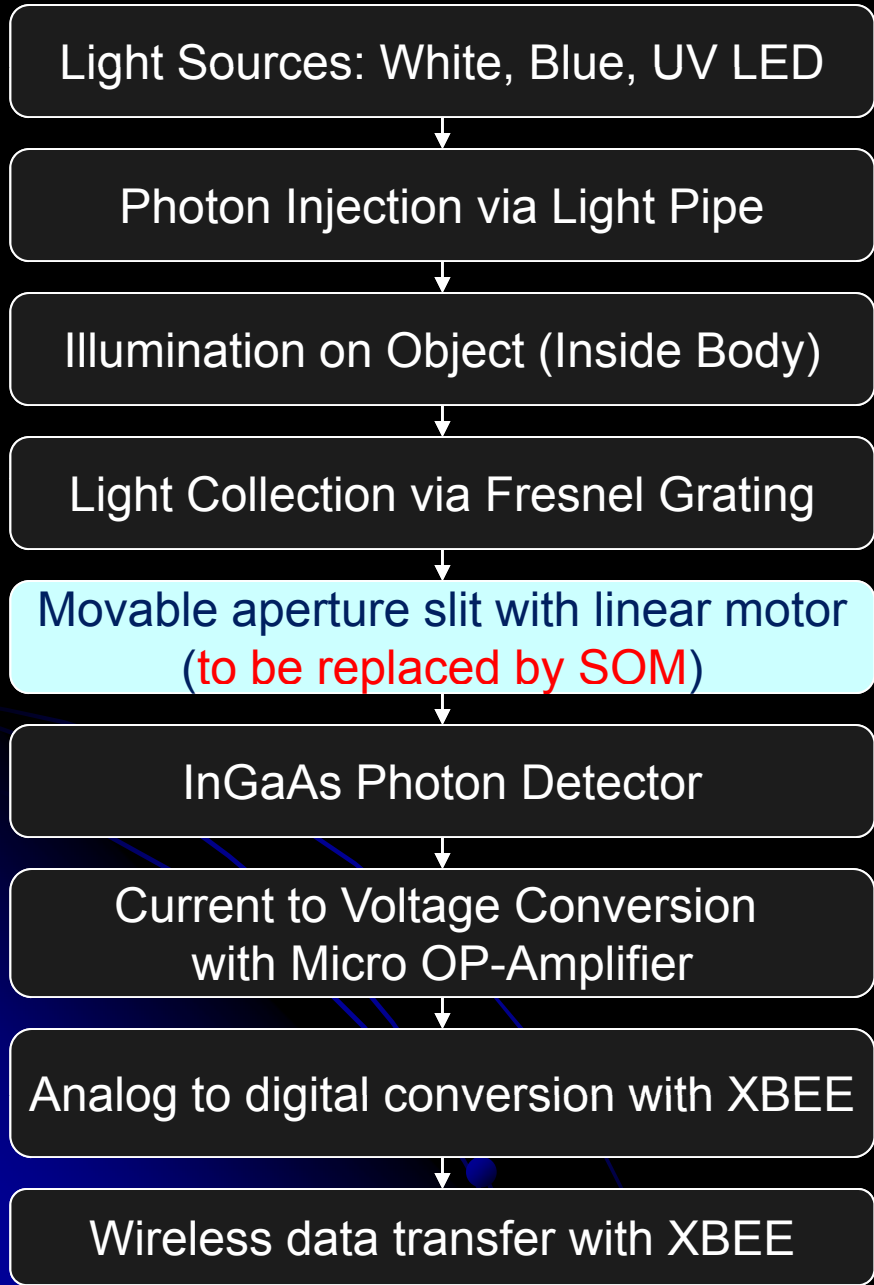 Light Sources: White, Blue, UV LED
Photon Injection via Light Pipe
Illumination on Object (Inside Body)
Light Collection via Fresnel Grating
Movable aperture slit with linear motor
(to be replaced by SOM)
InGaAs Photon Detector
Current to Voltage Conversion
with Micro OP-Amplifier
Analog to digital conversion with XBEE
Wireless data transfer with XBEE